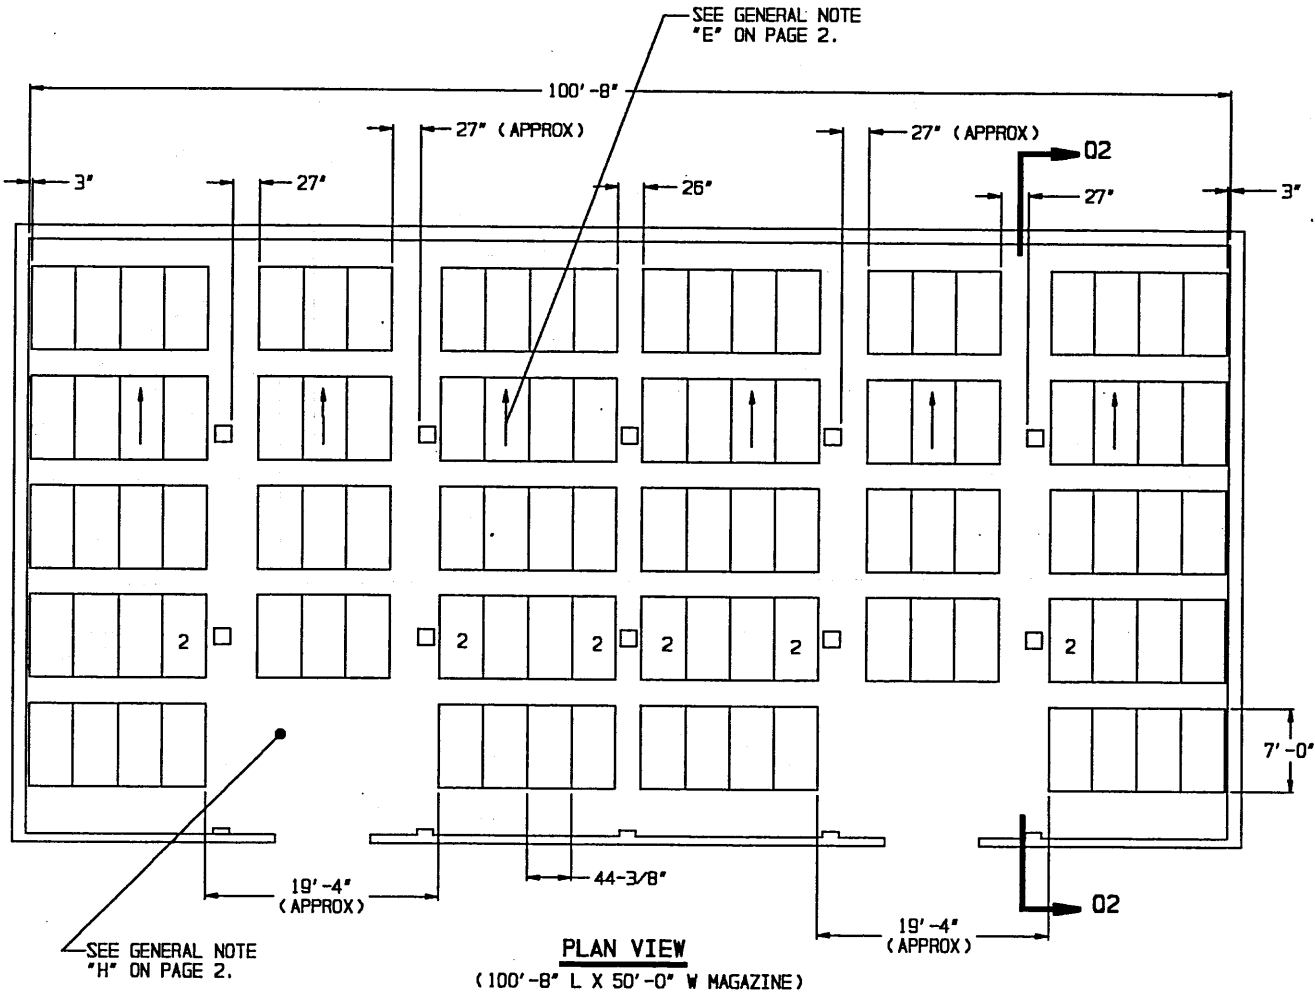 SEE GENERAL NOTE
"E" ON PAGE 2.
100'-8"
27" (APPROX)
27" (APPROX)
02
3"
27"
26"
27"
3"
2
2
2
2
2
2
7'-0"
19'-4"
(APPROX)
44-3/8"
02
19'-4"
(APPROX)
SEE GENERAL NOTE
"H" ON PAGE 2.
PLAN VIEW
(100'-8" L X 50'-0" W MAGAZINE)